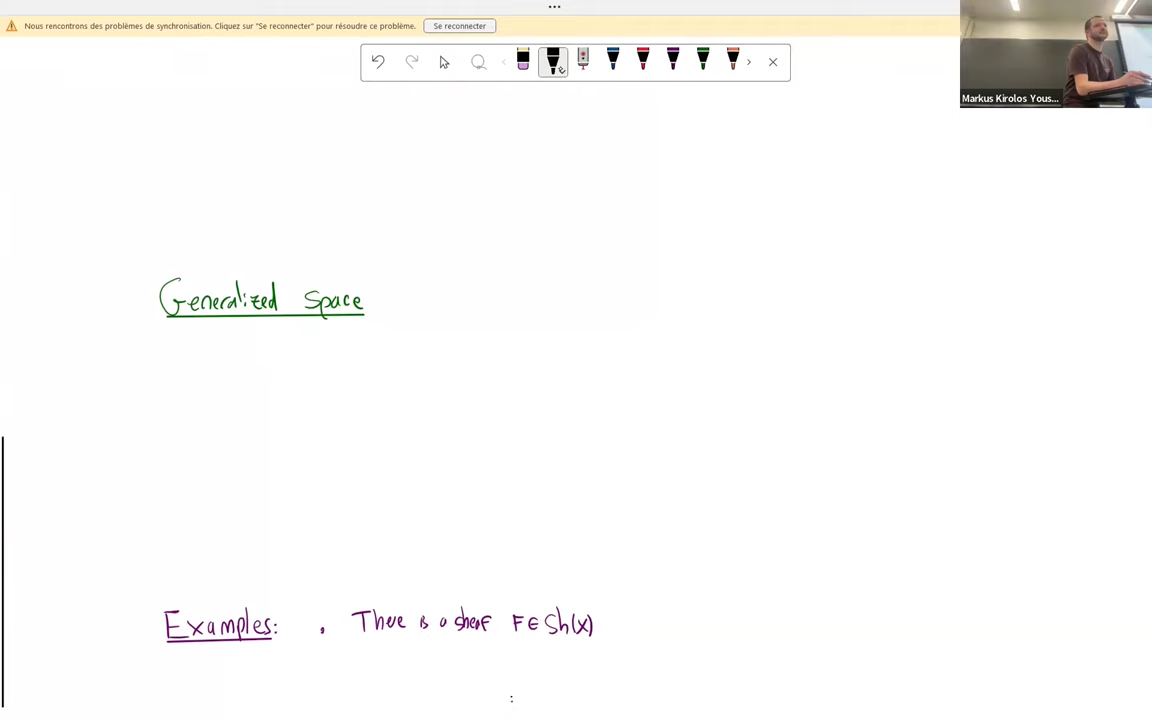 Nous rencontrons des problèmes de synchronisation. Cliquez sur "Se reconnecter" pour résoudre ce problème. Se reconnecter
Markus Kirolos Yous...
Generalized Space
Examples: . There is a sheaf F∈Sh(X)
: